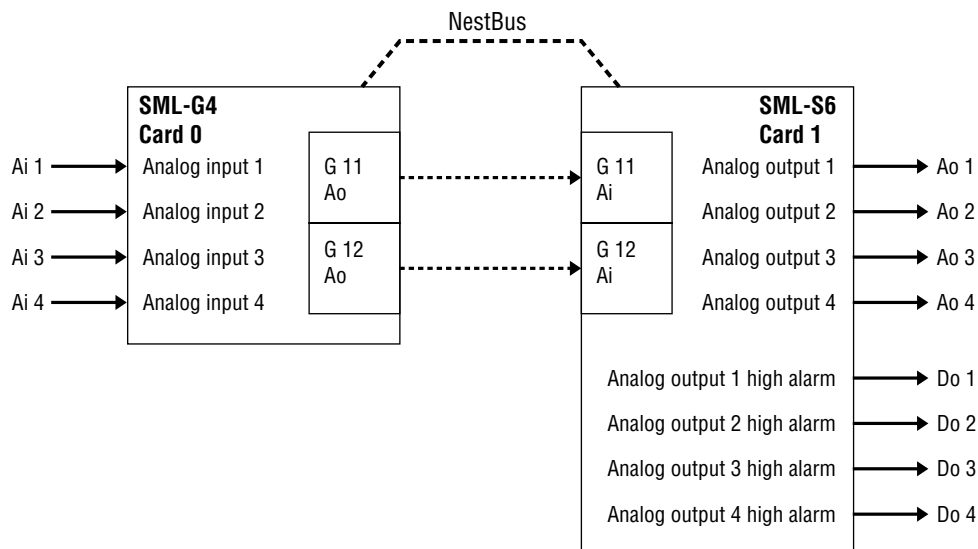 NestBus
SML-G4
Card 0
Ai 1
Analog input 1
Ai 2
Analog input 2
Ai 3
Analog input 3
Ai 4
Analog input 4
G 11
Ao
G 12
Ao
G 11
Ai
G 12
Ai
SML-S6
Card 1
Analog output 1
Ao 1
Analog output 2
Ao 2
Analog output 3
Ao 3
Analog output 4
Ao 4
Analog output 1 high alarm
Do 1
Analog output 2 high alarm
Do 2
Analog output 3 high alarm
Do 3
Analog output 4 high alarm
Do 4